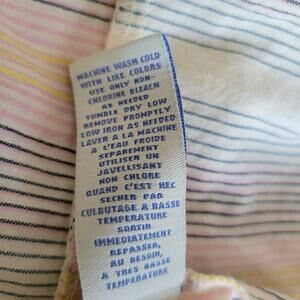 MACHINE WASH COLD
WITH LIKE COLORS
USE ONLY NON-
CHLORINE BLEACH
AS NEEDED
TUMBLE DRY LOW
REMOVE PROMPTLY
LOW IRON AS NEEDED
LAVER A LA MACHINE
A L'EAU FROIDE
SEPAREMENT
UTILISER UN
JAVELLISANT
NON CHLORE
QUAND C'EST NEC
SECHER PAR
CULBUTAGE A BASSE
TEMPERATURE
SORTIR
IMMEDIATEMENT
REPASSER,
AU BESOIN,
A TRES BASSE
TEMPERATURE